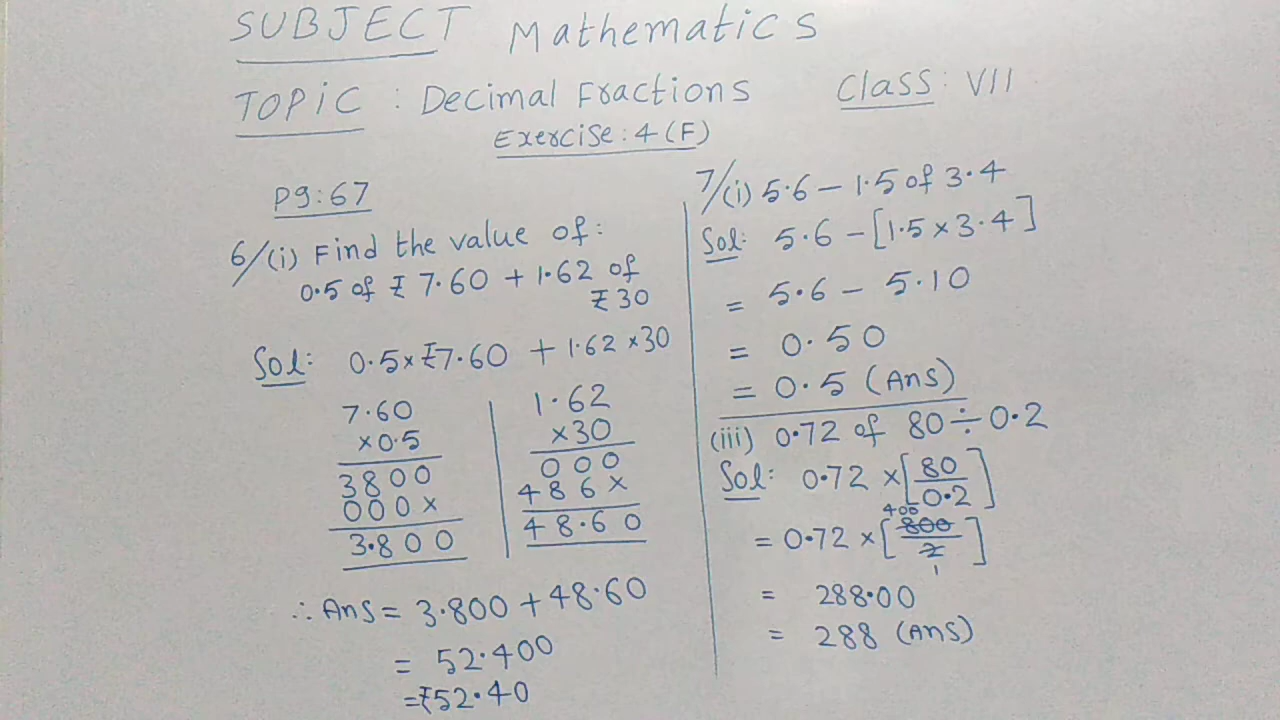 SUBJECT Mathematics
TOPIC : Decimal Fractions Class: VII
Exercise: 4 (F)
Pg: 67
6/(i) Find the value of:
0.5 of ₹ 7.60 + 1.62 of
₹ 30
Sol: 0.5 × ₹7.60 + 1.62 × 30
7.60
×0.5
3800
000×
3.800
1.62
×30
000
486×
48.60
∴ Ans = 3.800 + 48.60
= 52.400
= ₹52.40
7/(i) 5.6 – 1.5 of 3.4
Sol: 5.6 – [1.5 × 3.4]
= 5.6 – 5.10
= 0.50
= 0.5 (Ans)
(iii) 0.72 of 80 ÷ 0.2
Sol: 0.72 × [80/0.2]
400
= 0.72 × [800/2]
1
= 288.00
= 288 (Ans)